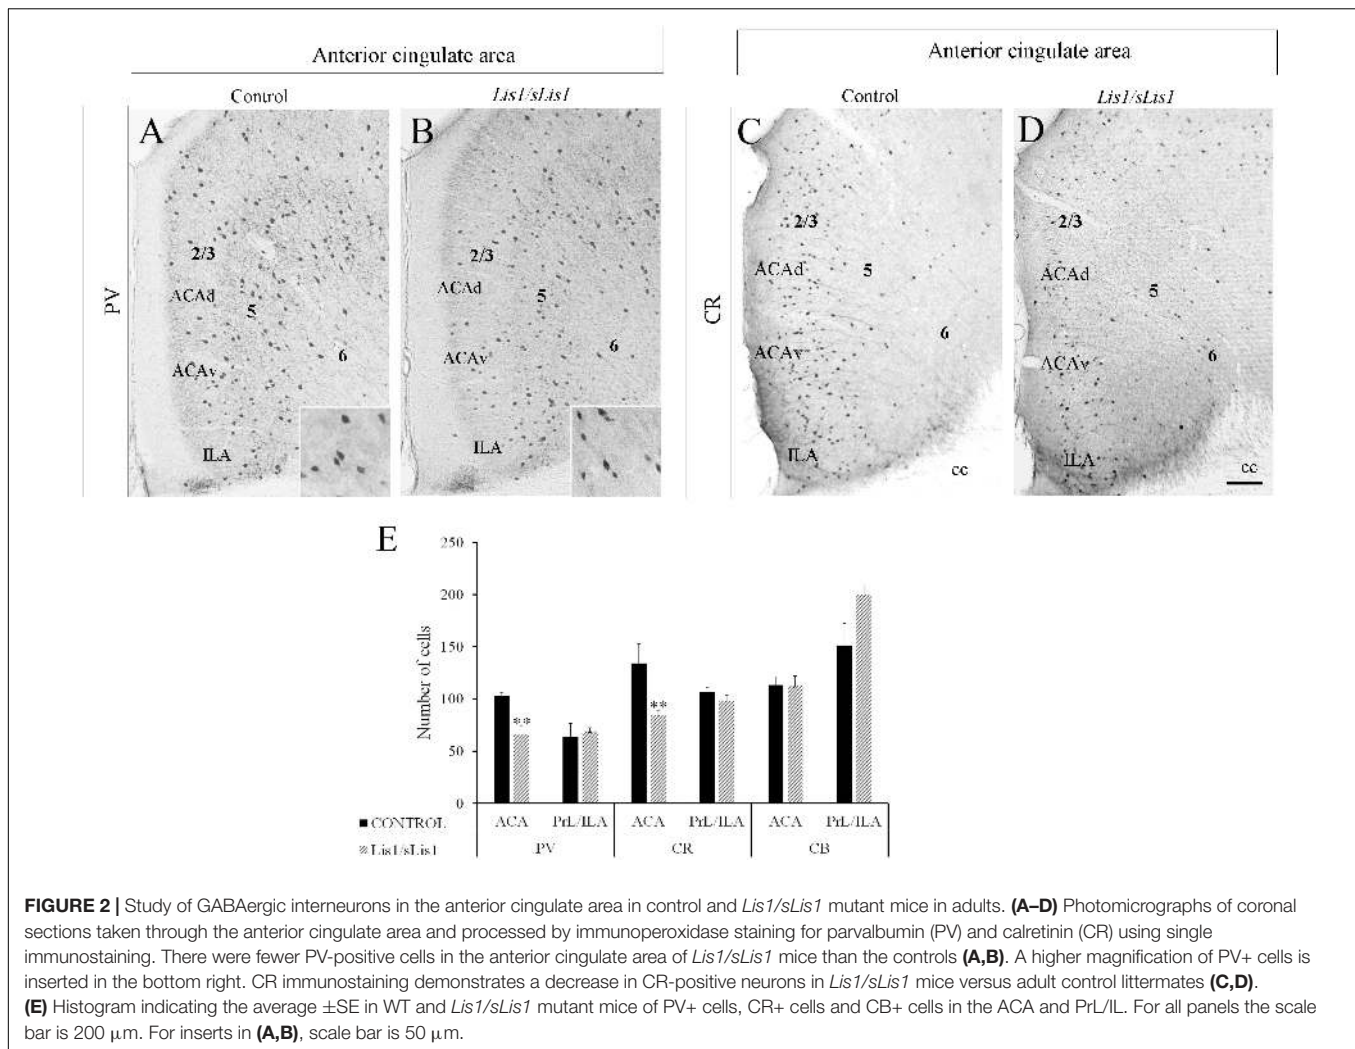 Anterior cingulate area
Anterior cingulate area
Control
Lis1/sLis1
Control
Lis1/sLis1
PV
A
2/3
ACAd
5
ACAv
6
ILA
B
2/3
ACAd
5
ACAv
6
ILA
CR
C
2/3
ACAd
5
ACAv
6
ILA
cc
D
2/3
ACAd
5
ACAv
6
ILA
cc
E
Number of cells
250
200
150
100
50
0
**
**
CONTROL
Lis1/sLis1
ACA PrL/ILA ACA PrL/ILA ACA PrL/ILA
PV CR CB
FIGURE 2 | Study of GABAergic interneurons in the anterior cingulate area in control and Lis1/sLis1 mutant mice in adults. (A–D) Photomicrographs of coronal
sections taken through the anterior cingulate area and processed by immunoperoxidase staining for parvalbumin (PV) and calretinin (CR) using single
immunostaining. There were fewer PV-positive cells in the anterior cingulate area of Lis1/sLis1 mice than the controls (A,B). A higher magnification of PV+ cells is
inserted in the bottom right. CR immunostaining demonstrates a decrease in CR-positive neurons in Lis1/sLis1 mice versus adult control littermates (C,D).
(E) Histogram indicating the average ±SE in WT and Lis1/sLis1 mutant mice of PV+ cells, CR+ cells and CB+ cells in the ACA and PrL/IL. For all panels the scale
bar is 200 μm. For inserts in (A,B), scale bar is 50 μm.